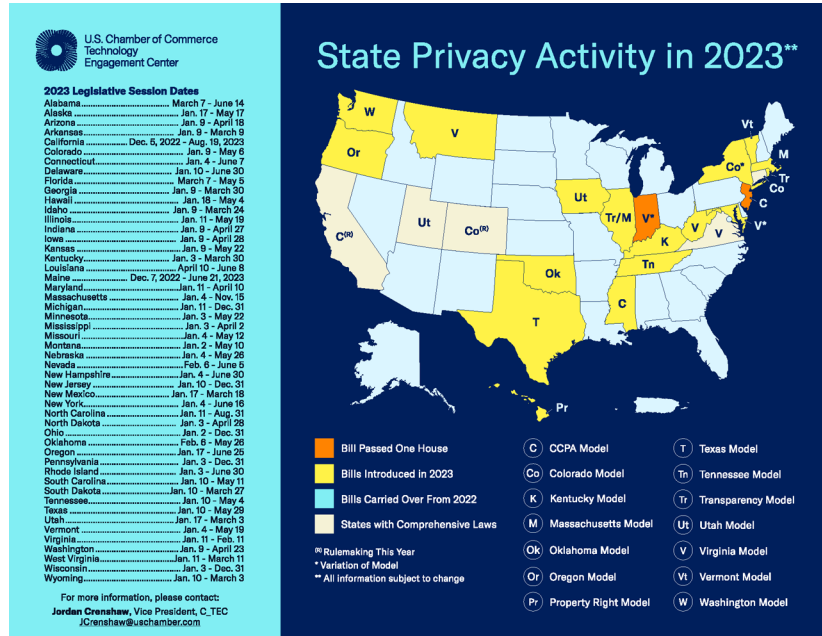 U.S. Chamber of Commerce
Technology
Engagement Center
2023 Legislative Session Dates
Alabama March 7 - June 14
Alaska Jan. 17 - May 17
Arizona Jan. 9 - April 18
Arkansas Jan. 9 - March 9
California Dec. 5, 2022 - Aug. 19, 2023
Colorado Jan. 9 - May 6
Connecticut Jan. 4 - June 7
Delaware Jan. 10 - June 30
Florida March 7 - May 5
Georgia Jan. 9 - March 30
Hawaii Jan. 18 - May 4
Idaho Jan. 9 - March 24
Illinois Jan. 11 - May 19
Indiana Jan. 9 - April 27
Iowa Jan. 9 - April 28
Kansas Jan. 9 - May 22
Kentucky Jan. 3 - March 30
Louisiana April 10 - June 8
Maine Dec. 7, 2022 - June 21, 2023
Maryland Jan. 11 - April 10
Massachusetts Jan. 4 - Nov. 15
Michigan Jan. 11 - Dec. 31
Minnesota Jan. 3 - May 22
Mississippi Jan. 3 - April 2
Missouri Jan. 4 - May 12
Montana Jan. 2 - May 10
Nebraska Jan. 4 - May 26
Nevada Feb. 6 - June 5
New Hampshire Jan. 4 - June 30
New Jersey Jan. 10 - Dec. 31
New Mexico Jan. 17 - March 18
New York Jan. 4 - June 16
North Carolina Jan. 11 - Aug. 31
North Dakota Jan. 3 - April 28
Ohio Jan. 2 - Dec. 31
Oklahoma Feb. 6 - May 26
Oregon Jan. 17 - June 25
Pennsylvania Jan. 3 - Dec. 31
Rhode Island Jan. 3 - June 30
South Carolina Jan. 10 - May 11
South Dakota Jan. 10 - March 27
Tennessee Jan. 10 - May 4
Texas Jan. 10 - May 29
Utah Jan. 17 - March 3
Vermont Jan. 4 - May 19
Virginia Jan. 11 - Feb. 11
Washington Jan. 9 - April 23
West Virginia Jan. 11 - March 11
Wisconsin Jan. 3 - Dec. 31
Wyoming Jan. 10 - March 3
For more information, please contact:
Jordan Crenshaw, Vice President, C_TEC
JCrenshaw@uschamber.com
State Privacy Activity in 2023**
W
V
Or
Vt
M
Co*
Tr
Co
C
V*
Ut
Tr/M
V*
V
V
K
C(R)
Ut
Co(R)
Tn
Ok
C
T
Pr
Bill Passed One House
Bills Introduced in 2023
Bills Carried Over From 2022
States with Comprehensive Laws
(R) Rulemaking This Year
* Variation of Model
** All information subject to change
C CCPA Model
Co Colorado Model
K Kentucky Model
M Massachusetts Model
Ok Oklahoma Model
Or Oregon Model
Pr Property Right Model
T Texas Model
Tn Tennessee Model
Tr Transparency Model
Ut Utah Model
V Virginia Model
Vt Vermont Model
W Washington Model